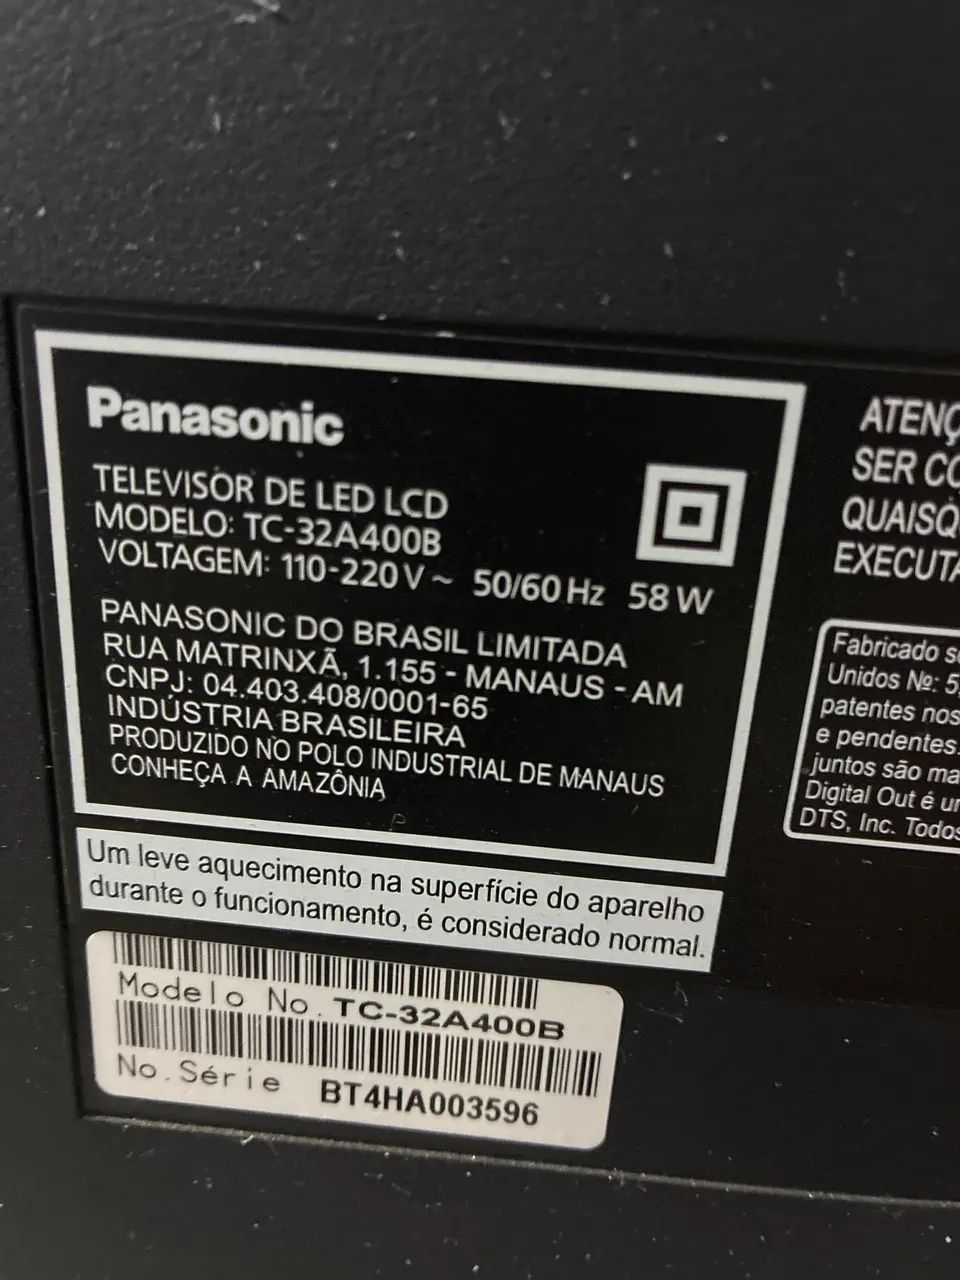 Panasonic
TELEVISOR DE LED LCD
MODELO: TC-32A400B
VOLTAGEM: 110-220 V ~ 50/60 Hz 58 W
PANASONIC DO BRASIL LIMITADA
RUA MATRINXÃ, 1.155 - MANAUS - AM
CNPJ: 04.403.408/0001-65
INDÚSTRIA BRASILEIRA
PRODUZIDO NO POLO INDUSTRIAL DE MANAUS
CONHEÇA A AMAZÔNIA
Um leve aquecimento na superfície do aparelho
durante o funcionamento, é considerado normal.
Modelo No. TC-32A400B
No. Série BT4HA003596
SER
Fabricado
Unidos Nº:
patentes
e pendentes.
juntos são
Digital Out é
DTS, Inc.